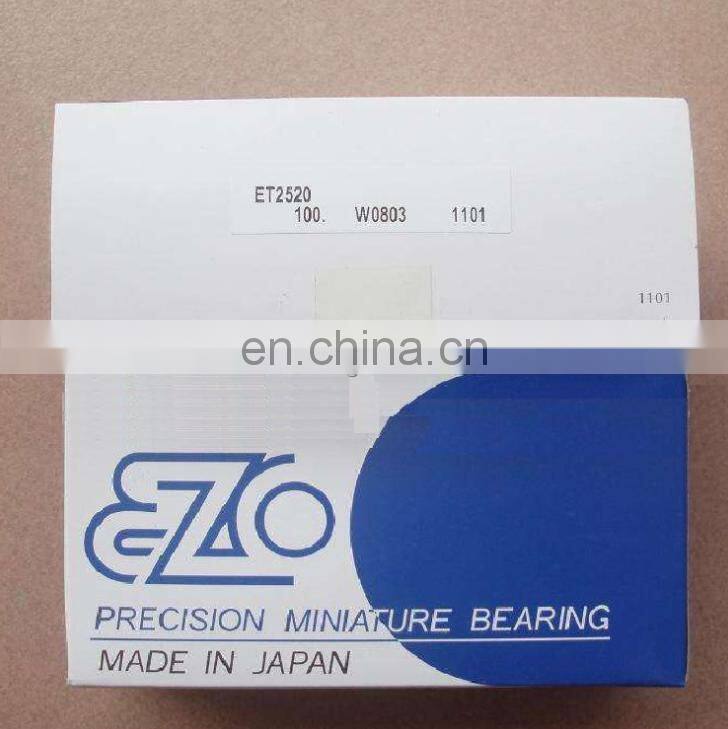 ET2520
100. W0803 1101
1101
en.china.cn
EZO
PRECISION MINIATURE BEARING
MADE IN JAPAN